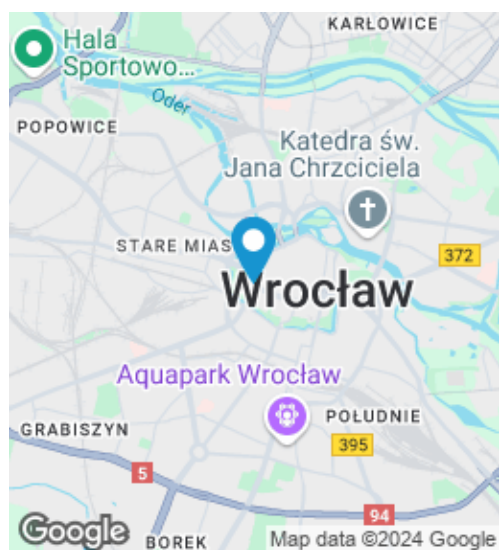 KARŁOWICE
Hala
Sportowo...
Oder
POPOWICE
Katedra św.
Jana Chrzciciela
STARE MIAS
372
Wrocław
Aquapark Wrocław
GRABISZYN
POŁUDNIE
395
5
94
Google
BOREK
Map data ©2024 Google